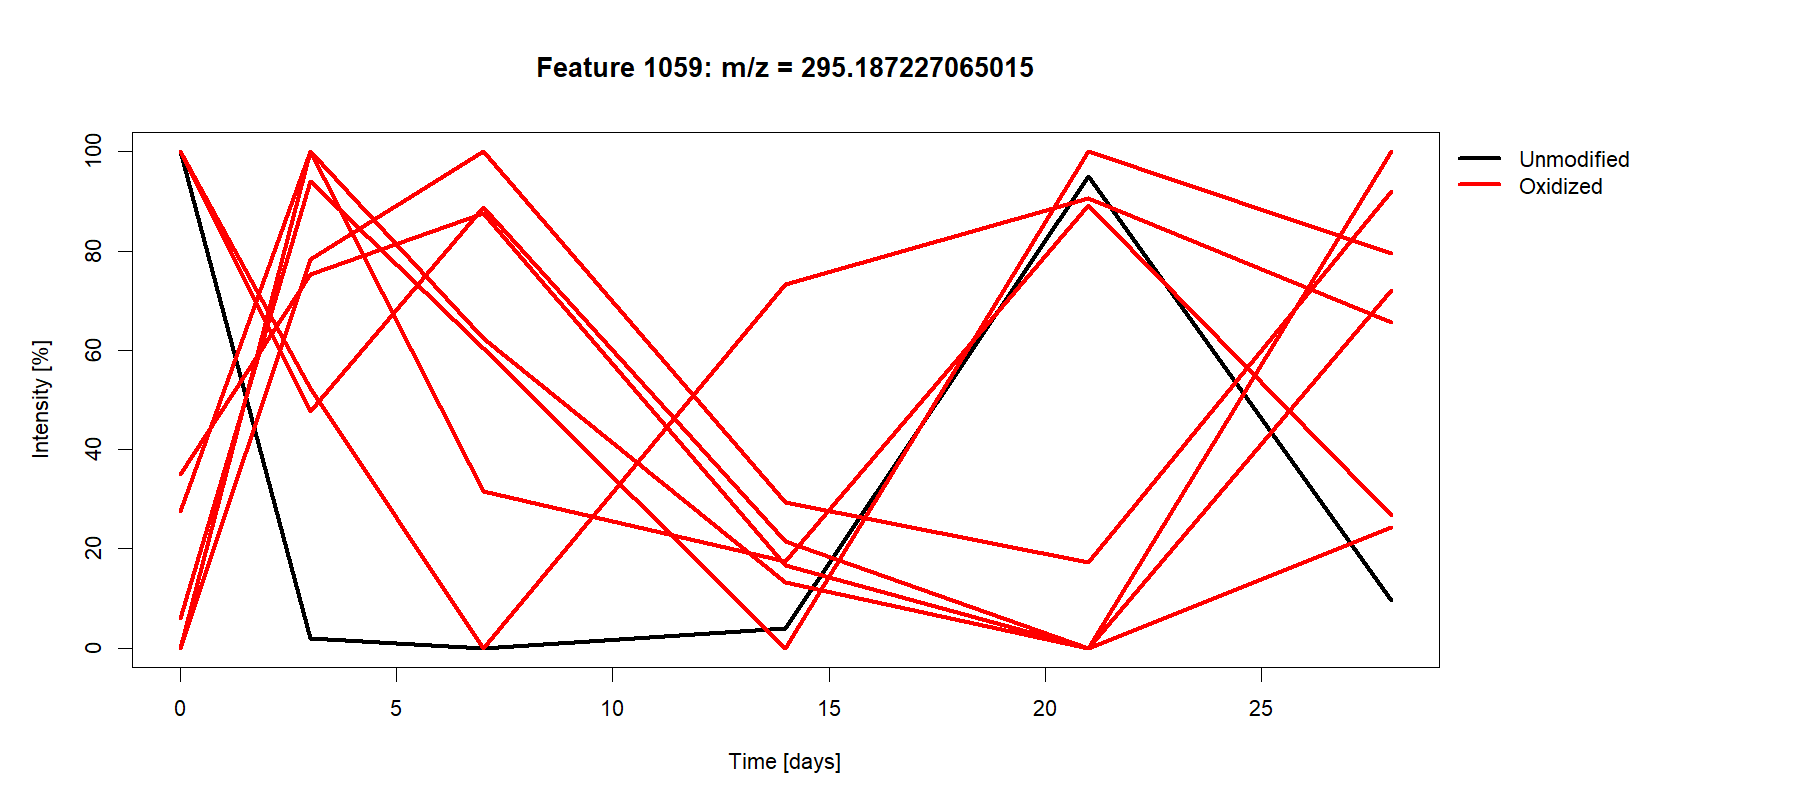 Feature 1059: m/z = 295.187227065015
100
80
60
40
20
0
Intensity [%]
0 5 10 15 20 25
Time [days]
Unmodified
Oxidized